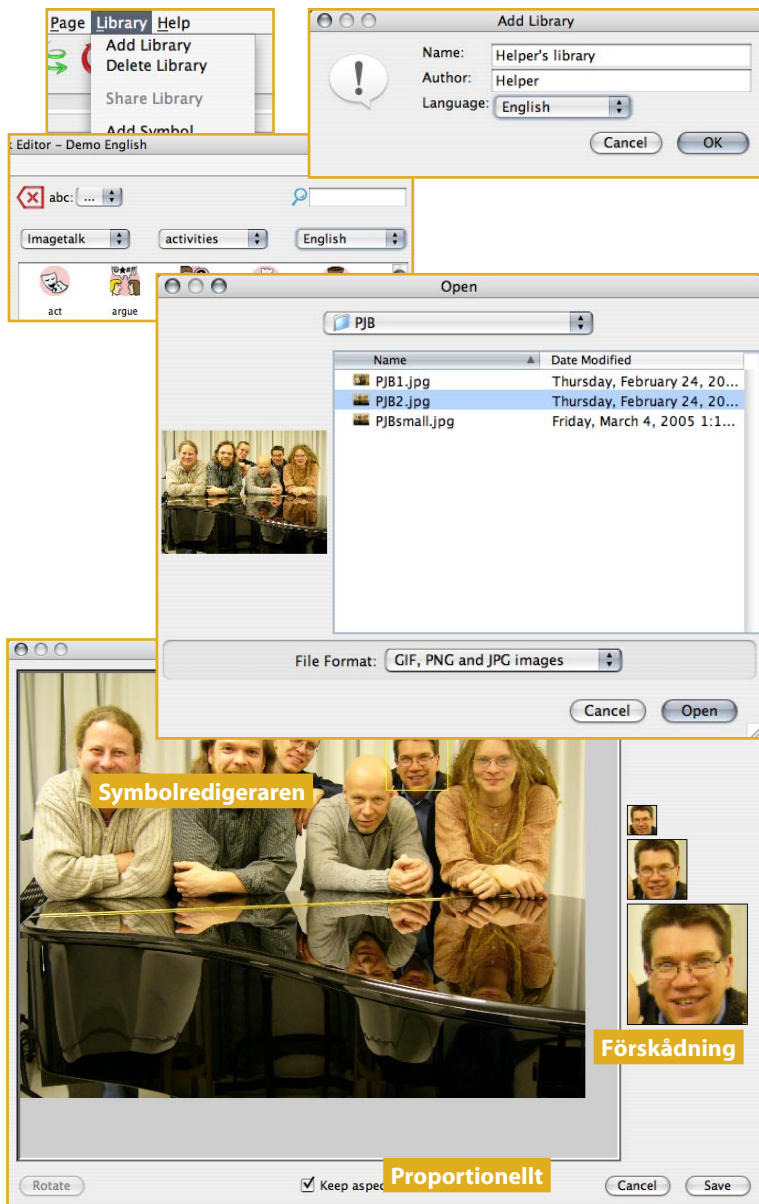 Page Library Help
Add Library
Delete Library
Share Library
Add Symbol
Add Library
Name: Helper's library
Author: Helper
Language: English
Cancel OK
Editor – Demo English
abc: ...
Imagetalk activities English
act argue
Open
PJB
Name Date Modified
PJB1.jpg Thursday, February 24, 20...
PJB2.jpg Thursday, February 24, 20...
PJBsmall.jpg Friday, March 4, 2005 1:1...
File Format: GIF, PNG and JPG images
Cancel Open
Symbolredigeraren
Förskådning
Proportionellt
Rotate Keep Cancel Save